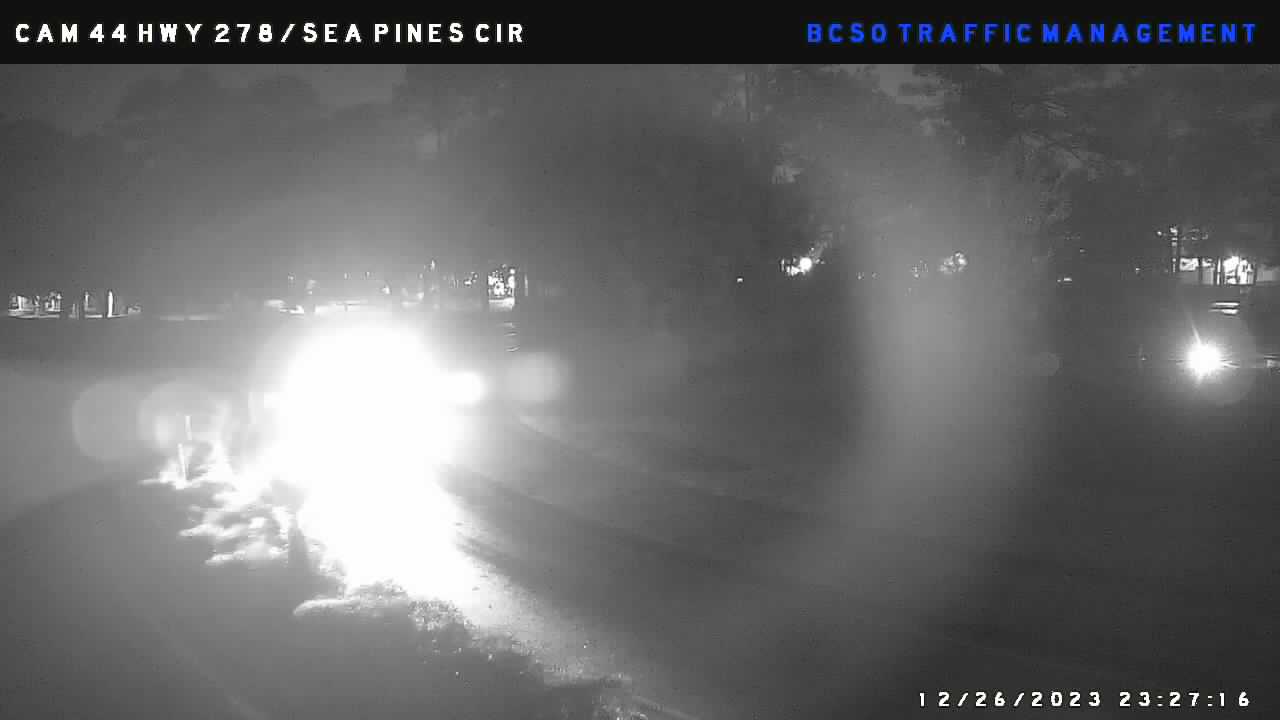 CAM 44 HWY 278/SEA PINES CIR
BCSO TRAFFIC MANAGEMENT
12/26/2023 23:27:16